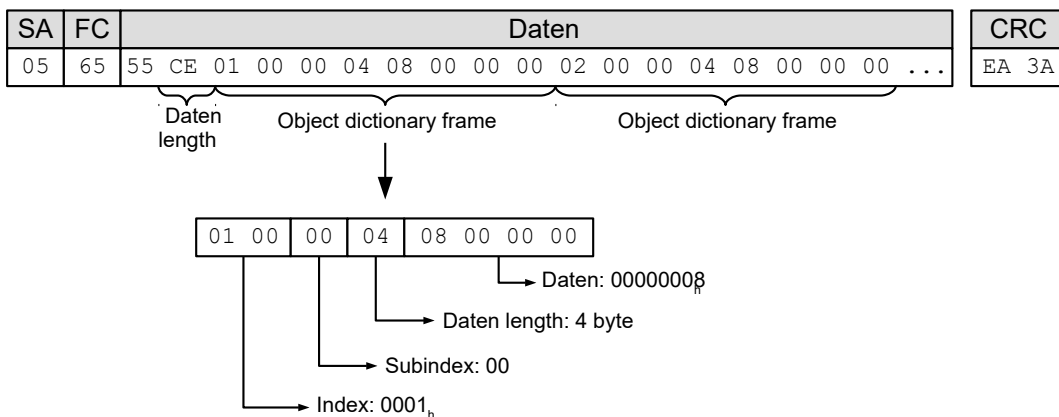 SA FC Daten CRC
05 65 55 CE 01 00 00 04 08 00 00 00 02 00 00 04 08 00 00 00 ... EA 3A
Daten length
Object dictionary frame
Object dictionary frame
01 00 00 04 08 00 00 00
Daten: 00000008h
Daten length: 4 byte
Subindex: 00
Index: 0001h